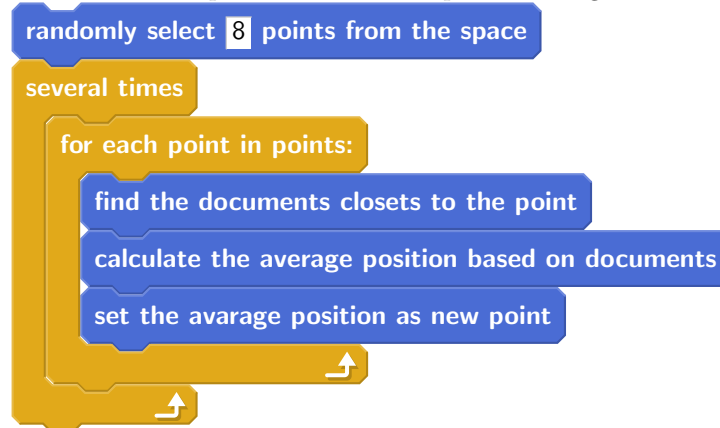 randomly select 8 points from the space
several times
for each point in points:
find the documents closets to the point
calculate the average position based on documents
set the avarage position as new point